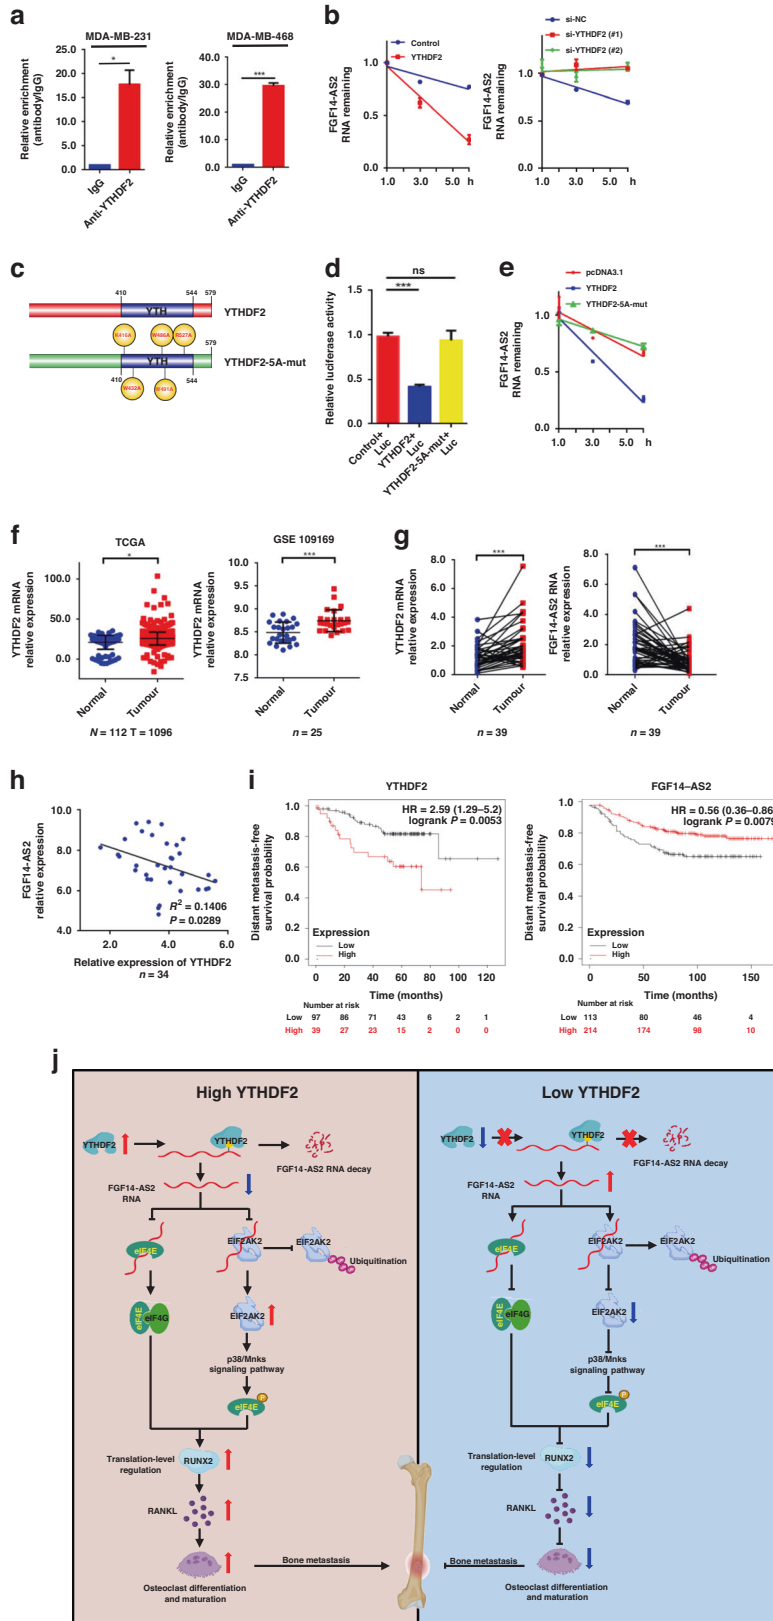 a
MDA-MB-231
*
Relative enrichment
(antibody/IgG)
25.0
20.0
15.0
10.0
5.0
0.0
IgG
Anti-YTHDF2
MDA-MB-468
***
Relative enrichment
(antibody/IgG)
40.0
30.0
20.0
10.0
0.0
IgG
Anti-YTHDF2
b
Control
YTHDF2
FGF14-AS2
RNA remaining
1.0
0.5
0.0
1.0 3.0 5.0 h
si-NC
si-YTHDF2 (#1)
si-YTHDF2 (#2)
FGF14-AS2
RNA remaining
1.0
0.5
0.0
1.0 3.0 5.0 h
c
410 544 579
YTH
YTHDF2
K416A W486A R527A
579
YTH
YTHDF2-5A-mut
410 544
W432A W491A
d
ns
***
Relative luciferase activity
1.5
1.0
0.5
0.0
Control+
Luc
YTHDF2+
Luc
YTHDF2-5A-mut+
Luc
e
pcDNA3.1
YTHDF2
YTHDF2-5A-mut
FGF14-AS2
RNA remaining
1.0
0.5
0.0
1.0 3.0 5.0 h
f
TCGA
*
YTHDF2 mRNA
relative expression
100.0
50.0
0.0
Normal
Tumour
N = 112 T = 1096
GSE 109169
***
YTHDF2 mRNA
relative expression
10.0
9.5
9.0
8.5
8.0
7.5
Normal
Tumour
n = 25
g
***
YTHDF2 mRNA
relative expression
8.0
6.0
4.0
2.0
0.0
Normal
Tumour
n = 39
***
FGF14-AS2 RNA
relative expression
8.0
6.0
4.0
2.0
0.0
Normal
Tumour
n = 39
h
FGF14-AS2
relative expression
10.0
8.0
6.0
4.0
R2 = 0.1406
P = 0.0289
2.0 4.0 6.0
Relative expression of YTHDF2
n = 34
i
YTHDF2
HR = 2.59 (1.29–5.2)
logrank P = 0.0053
Distant metastasis-free
survival probability
1.0
0.8
0.6
0.4
0.2
0.0
Expression
Low
High
0 20 40 60 80 100 120
Time (months)
Number at risk
Low 97 86 71 43 6 2 1
High 39 27 23 15 2 0 0
FGF14–AS2
HR = 0.56 (0.36–0.86
logrank P = 0.0079
Distant metastasis-free
survival probability
1.0
0.8
0.6
0.4
0.2
0.0
Expression
Low
High
0 50 100 150
Time (months)
Number at risk
Low 113 80 46 4
High 214 174 98 10
j
High YTHDF2
YTHDF2
YTHDF2
FGF14-AS2 RNA decay
FGF14-AS2
RNA
eIF4E
EIF2AK2
EIF2AK2
Ubiquitination
eIF4E
eIF4G
EIF2AK2
p38/Mnks
signaling pathway
P
eIF4E
Translation-level
regulation
RUNX2
RANKL
Bone metastasis
Osteoclast differentiation
and maturation
Low YTHDF2
YTHDF2
YTHDF2
FGF14-AS2 RNA decay
FGF14-AS2
RNA
eIF4E
EIF2AK2
EIF2AK2
Ubiquitination
eIF4E
eIF4G
EIF2AK2
p38/Mnks
signaling pathway
P
eIF4E
Translation-level
regulation
RUNX2
RANKL
Bone metastasis
Osteoclast differentiation
and maturation